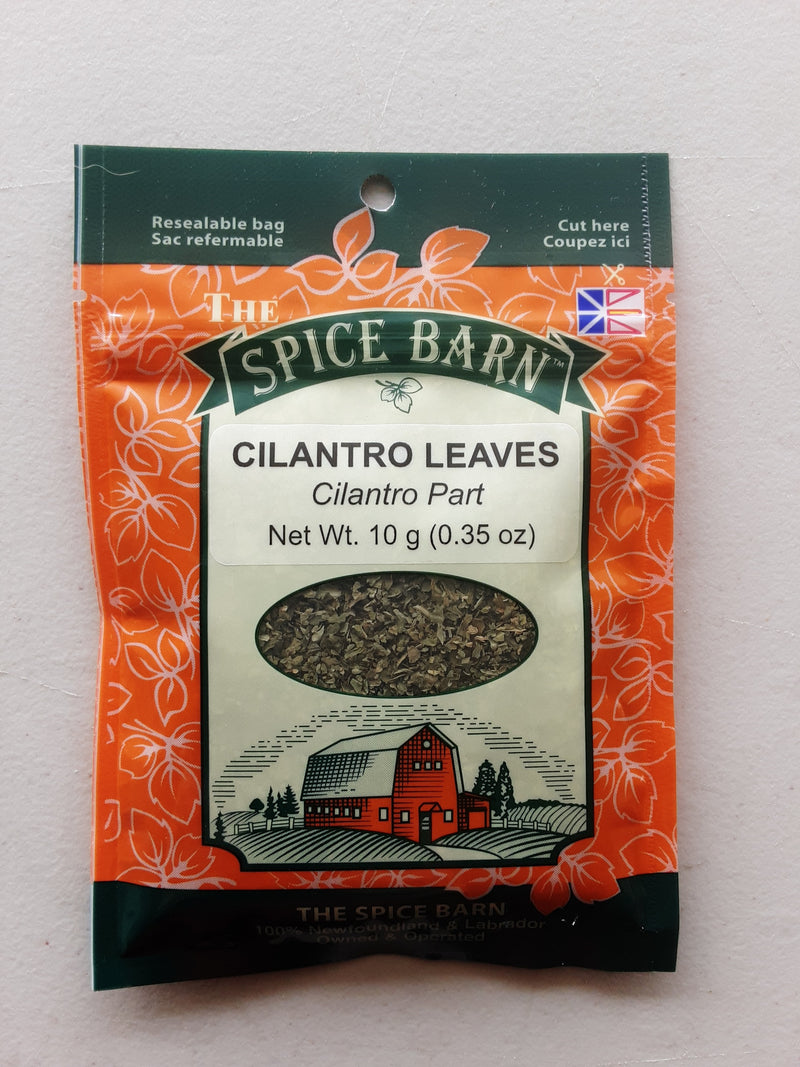 Resealable bag
Sac refermable
Cut here
Coupez ici
THE
SPICE BARN™
CILANTRO LEAVES
Cilantro Part
Net Wt. 10 g (0.35 oz)
THE SPICE BARN
100% Newfoundland & Labrador
Owned & Operated